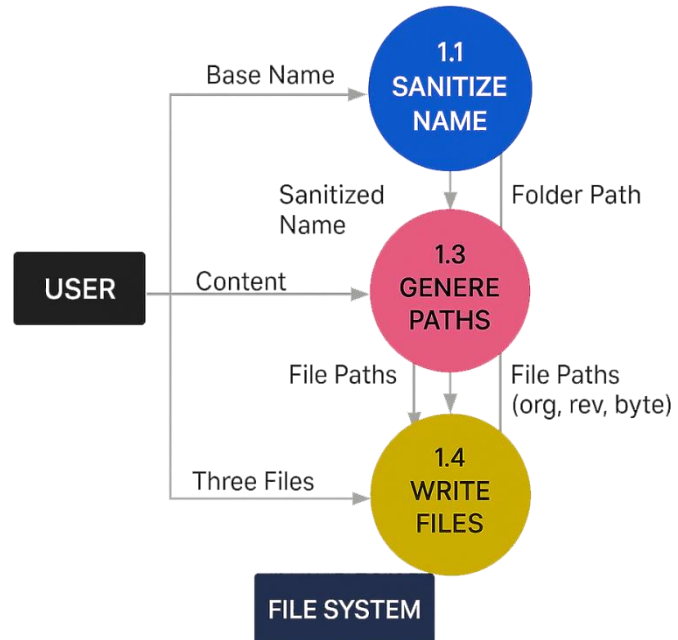 1.1
SANITIZE
NAME
Base Name
Sanitized
Name
Folder Path
USER
Content
1.3
GENERE
PATHS
File Paths
File Paths
(org, rev, byte)
Three Files
1.4
WRITE
FILES
FILE SYSTEM